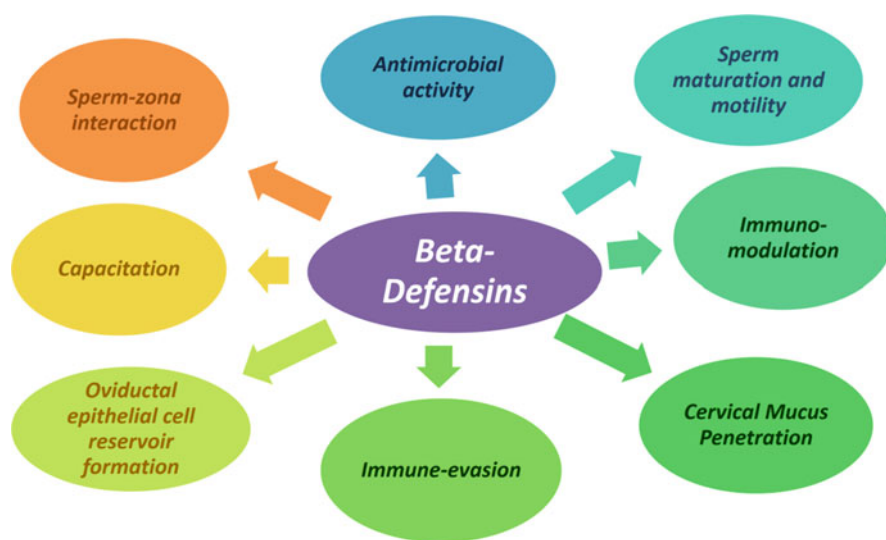 Antimicrobial
activity
Sperm
maturation and
motility
Sperm-zona
interaction
Immuno-
modulation
Beta-
Defensins
Capacitation
Oviductal
epithelial cell
reservoir
formation
Cervical Mucus
Penetration
Immune-evasion